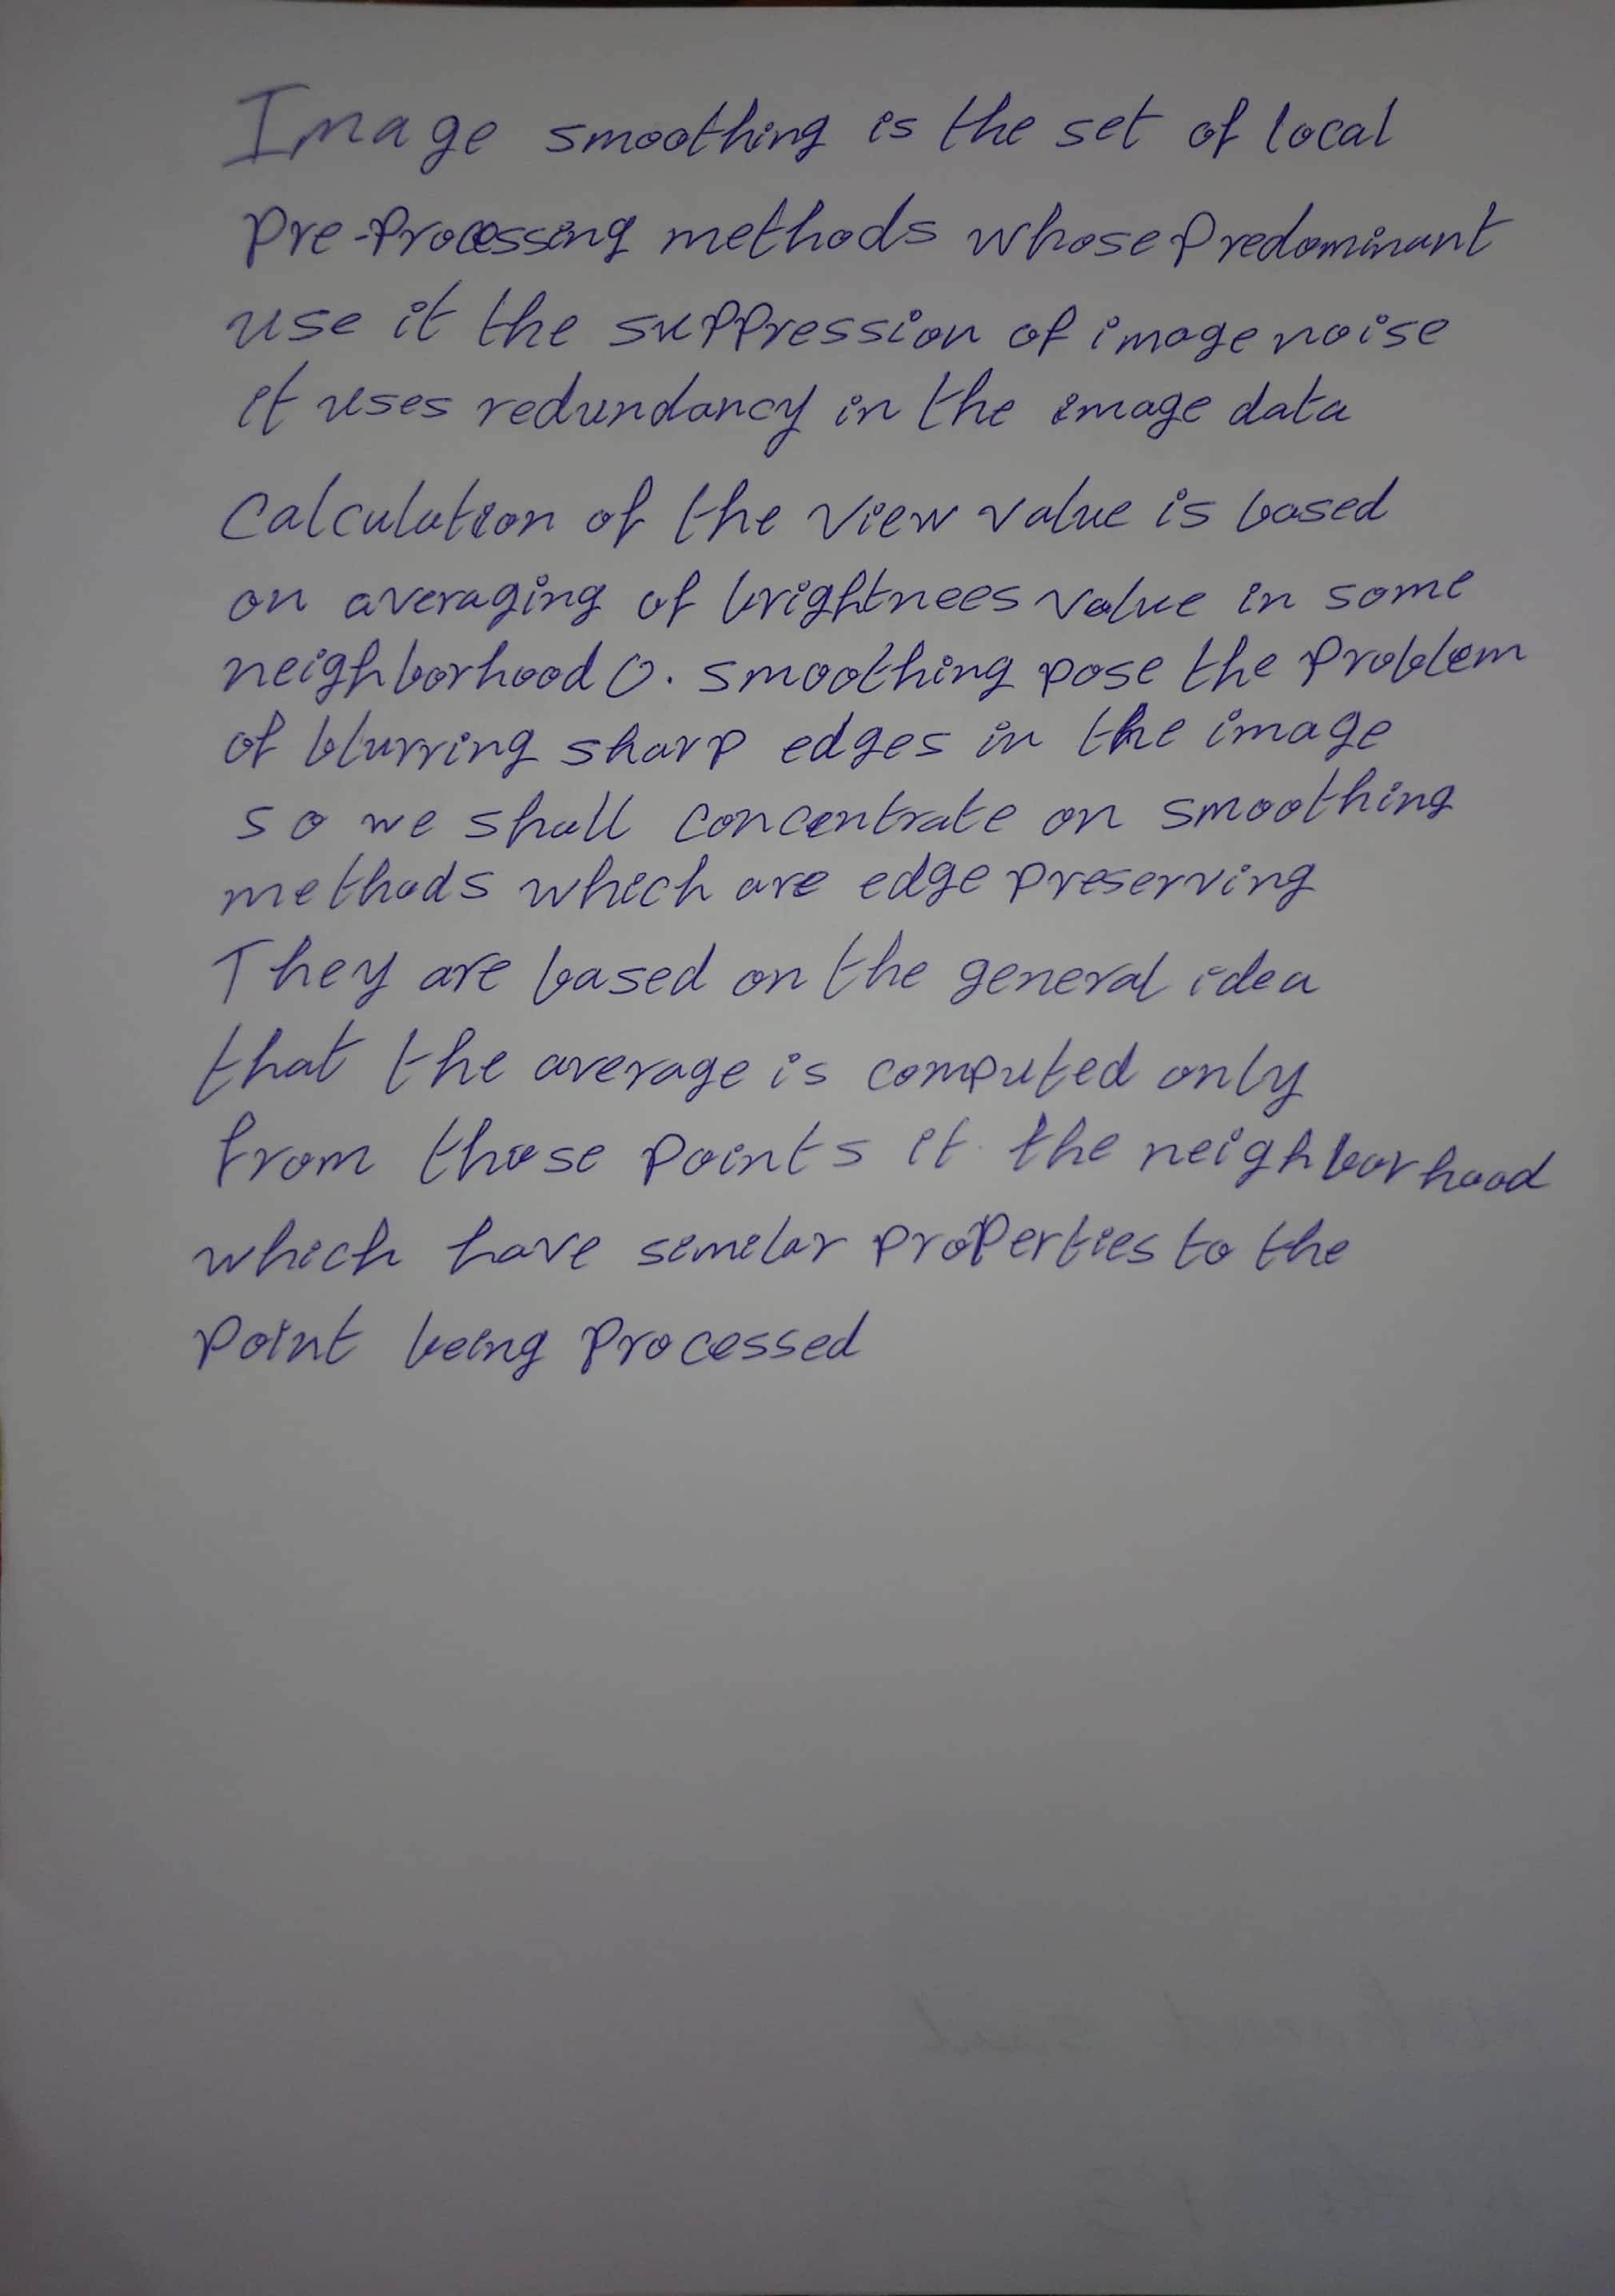 Image smoothing is the set of local
pre-processing methods whose predominant
use it the suppression of image noise
it uses redundancy in the image data
Calculation of the view value is based
on averaging of brightnees value in some
neighborhood O. smoothing pose the problem
of blurring sharp edges in the image
so we shall concentrate on smoothing
methods which are edge preserving
They are based on the general idea
that the average is computed only
from those points it the neighborhood
which have similar properties to the
point being processed